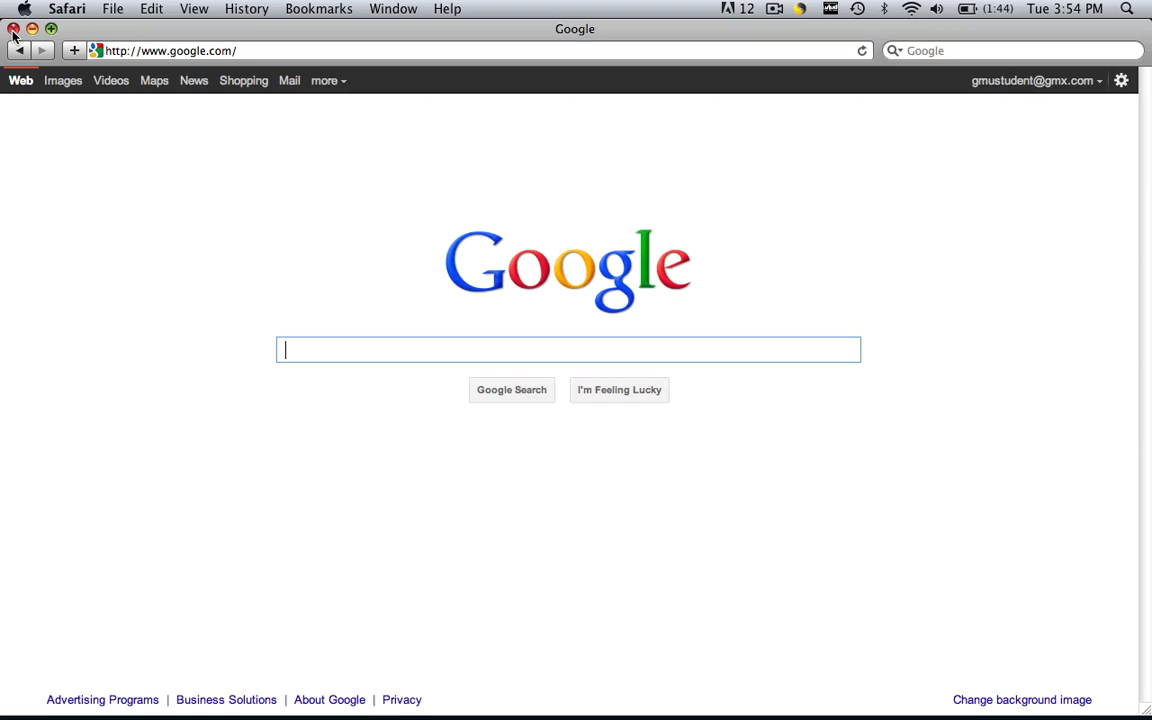 Safari File Edit View History Bookmarks Window Help 12 (1:44) Tue 3:54 PM
Google
http://www.google.com/ Google
Web Images Videos Maps News Shopping Mail more gmustudent@gmx.com
Google
Google Search I'm Feeling Lucky
Advertising Programs | Business Solutions | About Google | Privacy Change background image